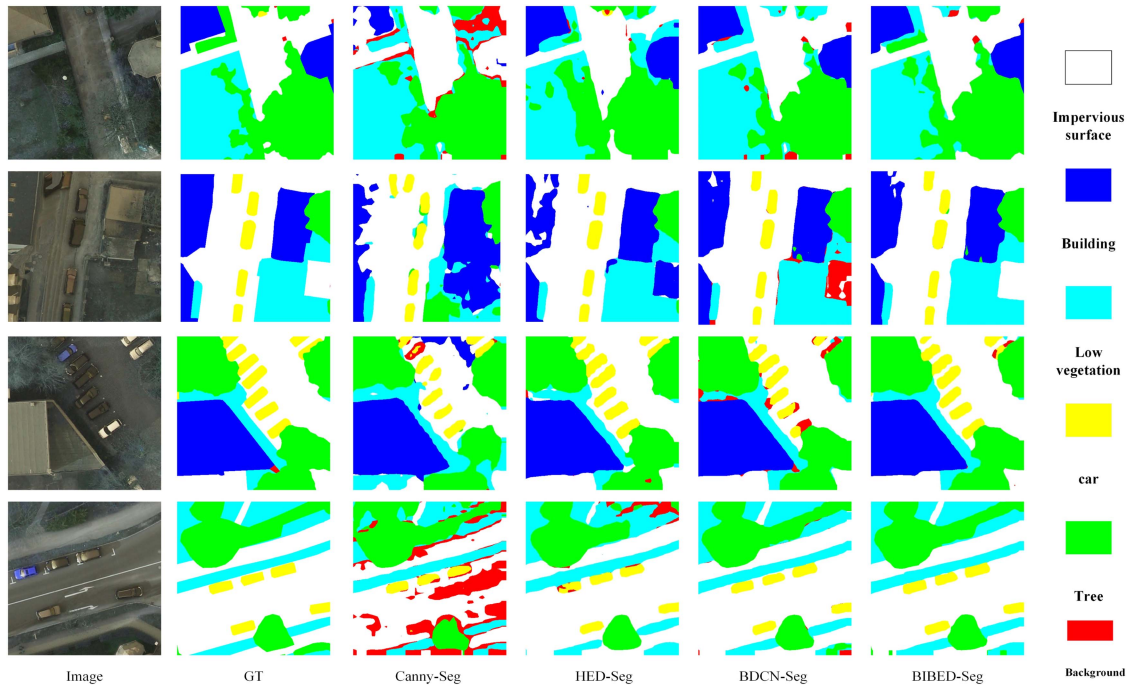 Impervious
surface
Building
Low
vegetation
car
Tree
Background
Image GT Canny-Seg HED-Seg BDCN-Seg BIBED-Seg